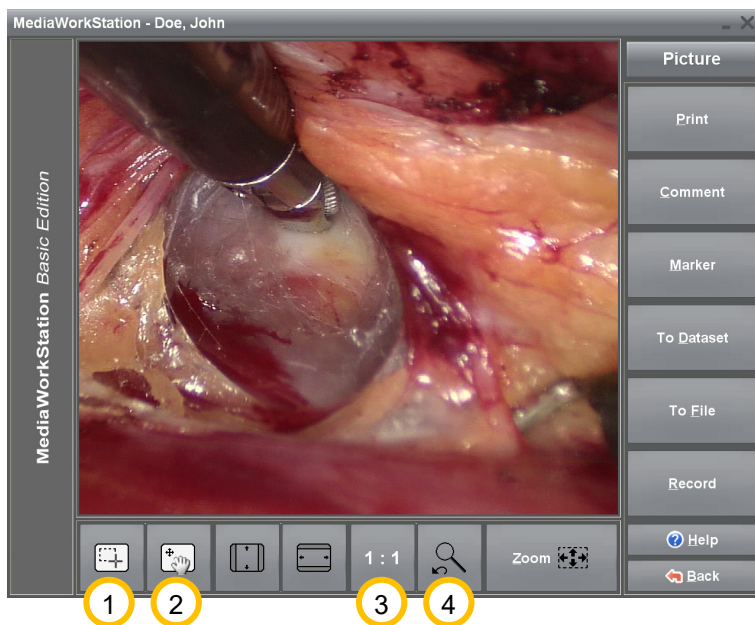 MediaWorkStation - Doe, John
MediaWorkStation Basic Edition
Picture
Print
Comment
Marker
To Dataset
To File
Record
Help
Back
1 : 1
Zoom
1
2
3
4